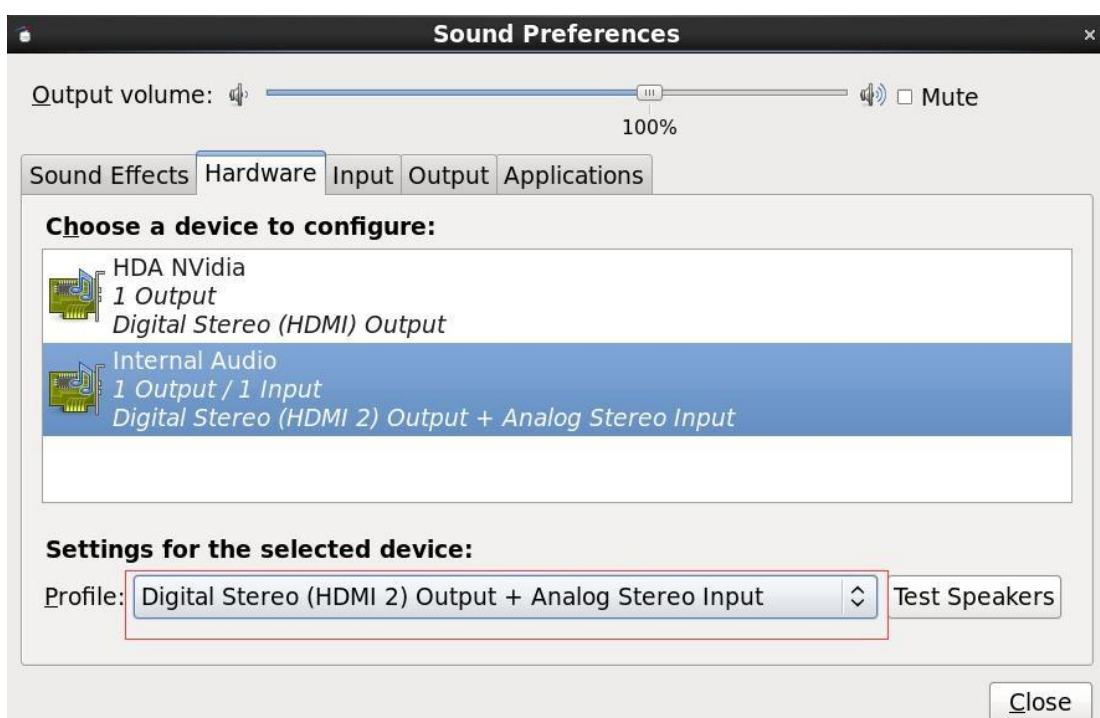 Sound Preferences
Output volume: Mute
100%
Sound Effects Hardware Input Output Applications
Choose a device to configure:
HDA NVidia
1 Output
Digital Stereo (HDMI) Output
Internal Audio
1 Output / 1 Input
Digital Stereo (HDMI 2) Output + Analog Stereo Input
Settings for the selected device:
Profile: Digital Stereo (HDMI 2) Output + Analog Stereo Input Test Speakers
Close